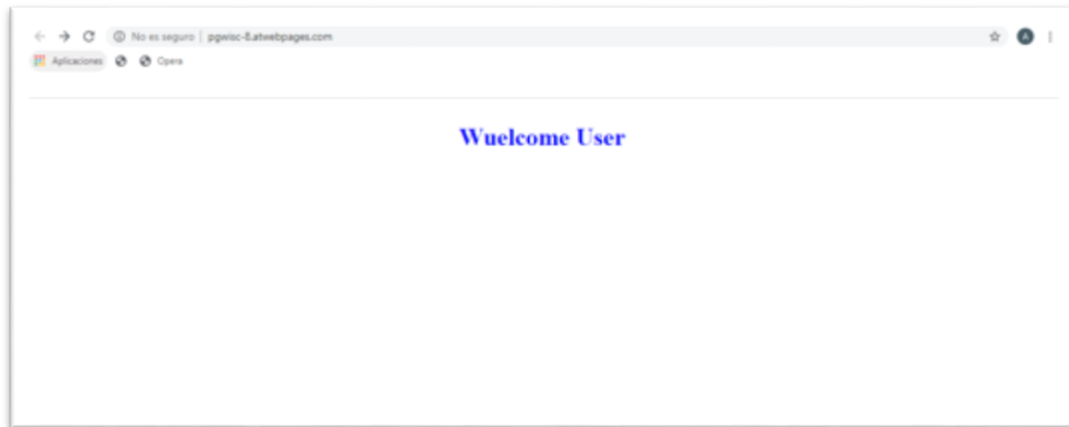 No es seguro | pgwisc-8.atwebpages.com
Aplicaciones Opera
Wuelcome User